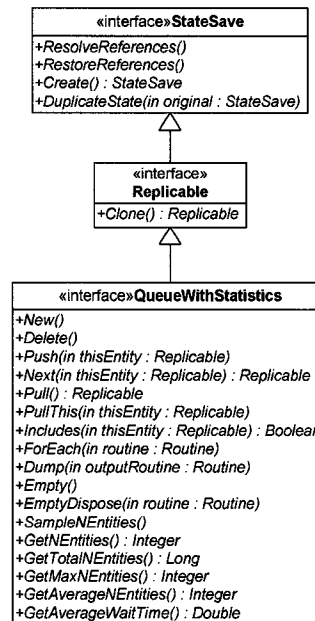 «interface»StateSave
+ResolveReferences()
+RestoreReferences()
+Create() : StateSave
+DuplicateState(in original : StateSave)
«interface»
Replicable
+Clone() : Replicable
«interface»QueueWithStatistics
+New()
+Delete()
+Push(in thisEntity : Replicable)
+Next(in thisEntity : Replicable) : Replicable
+Pull() : Replicable
+PullThis(in thisEntity : Replicable)
+Includes(in thisEntity : Replicable) : Boolean
+ForEach(in routine : Routine)
+Dump(in outputRoutine : Routine)
+Empty()
+EmptyDispose(in routine : Routine)
+SampleNEntities()
+GetNEntities() : Integer
+GetTotalNEntities() : Long
+GetMaxNEntities() : Integer
+GetAverageNEntities() : Integer
+GetAverageWaitTime() : Double